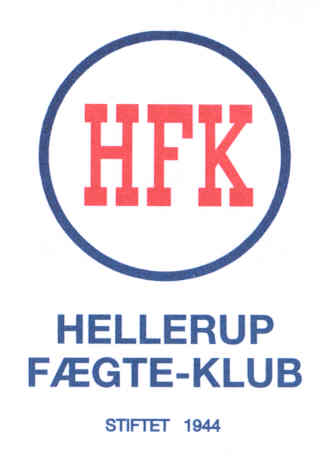 HFK
HELLERUP
FÆGTE-KLUB
STIFTET 1944